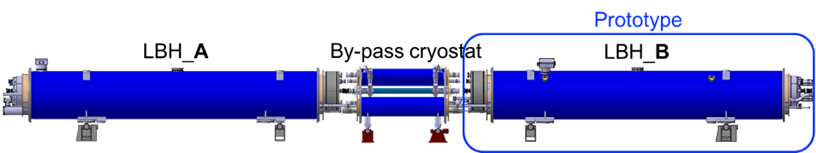 Prototype
LBH_A
By-pass cryostat
LBH_B